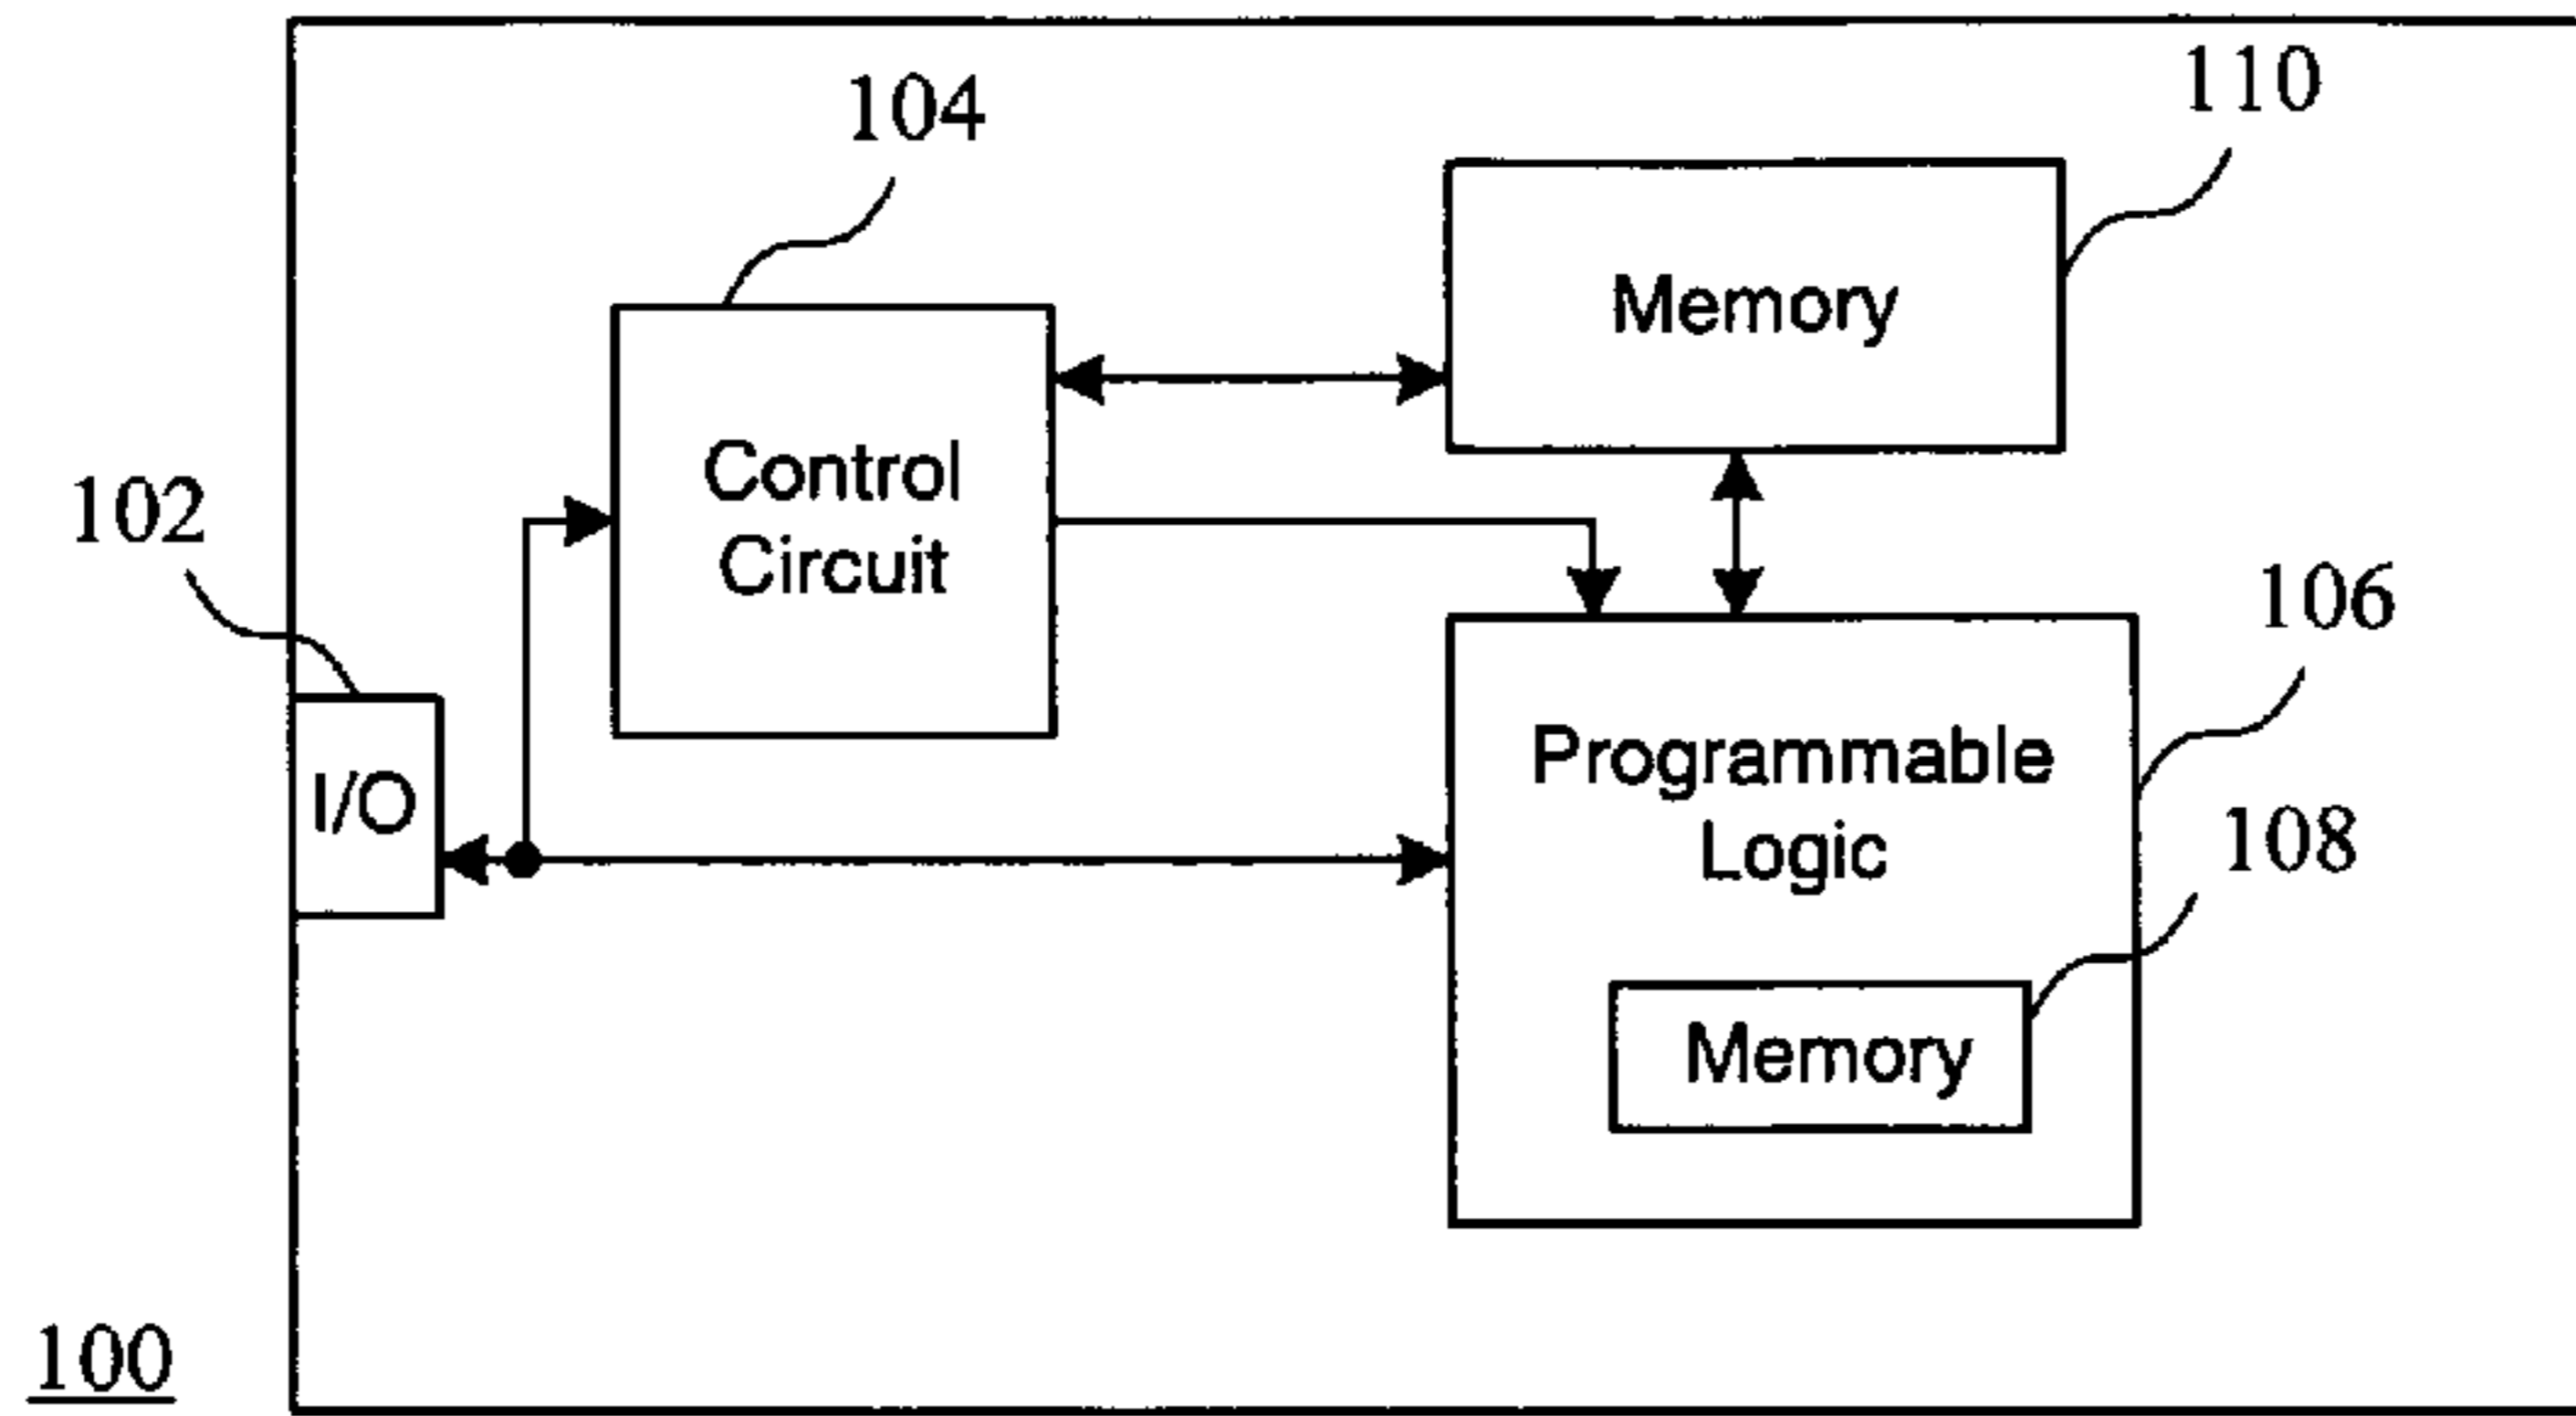 110
104
Memory
Control
Circuit
102
106
Programmable
Logic
I/O
108
Memory
100